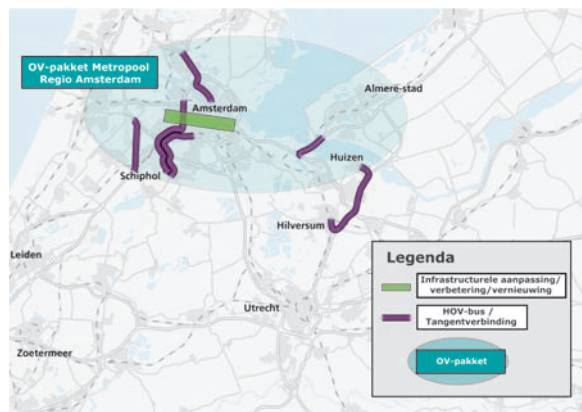 OV-pakket Metropool
Regio Amsterdam
Almere-stad
Amsterdam
Huizen
Schiphol
Hilversum
Leiden
Utrecht
Zoetermeer
Legenda
Infrastructurele aanpassing/
verbetering/vernieuwing
HOV-bus /
Tangentverbinding
OV-pakket